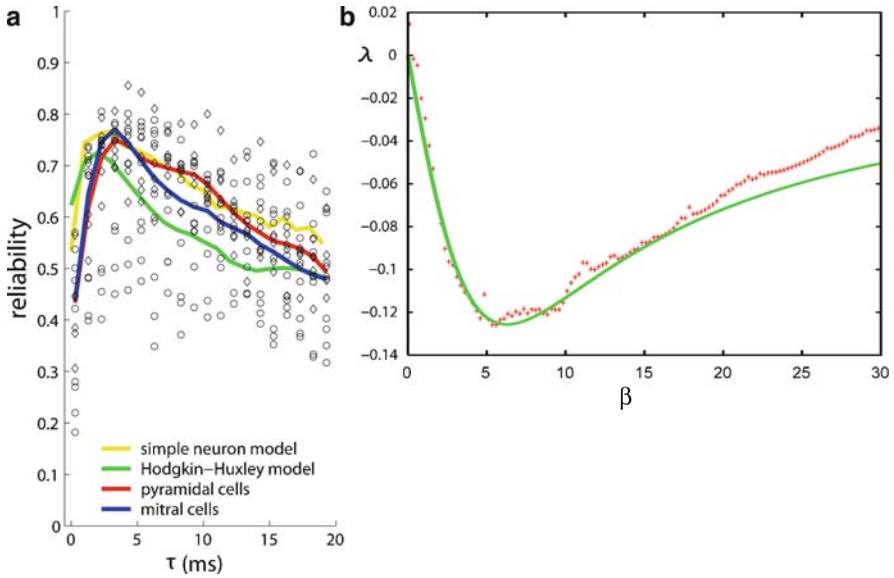 a
1
0.9
0.8
0.7
0.6
0.5
0.4
0.3
0.2
0.1
0
reliability
simple neuron model
Hodgkin-Huxley model
pyramidal cells
mitral cells
0 5 10 15 20
τ (ms)
b
0.02
0
−0.02
−0.04
−0.06
−0.08
−0.1
−0.12
−0.14
λ
0 5 10 15 20 25 30
β